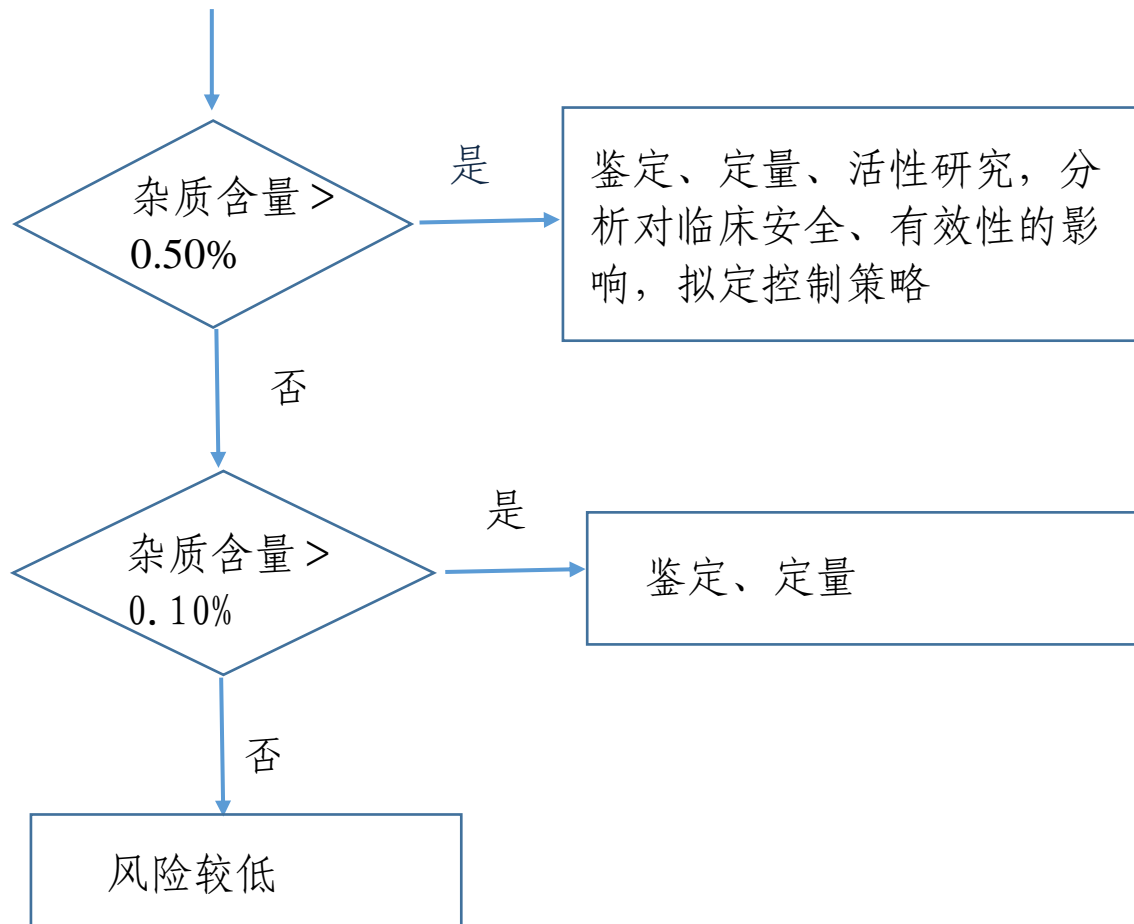 杂质含量>
0.50%
是
鉴定、定量、活性研究，分
析对临床安全、有效性的影
响，拟定控制策略
否
杂质含量>
0.10%
是
鉴定、定量
否
风险较低